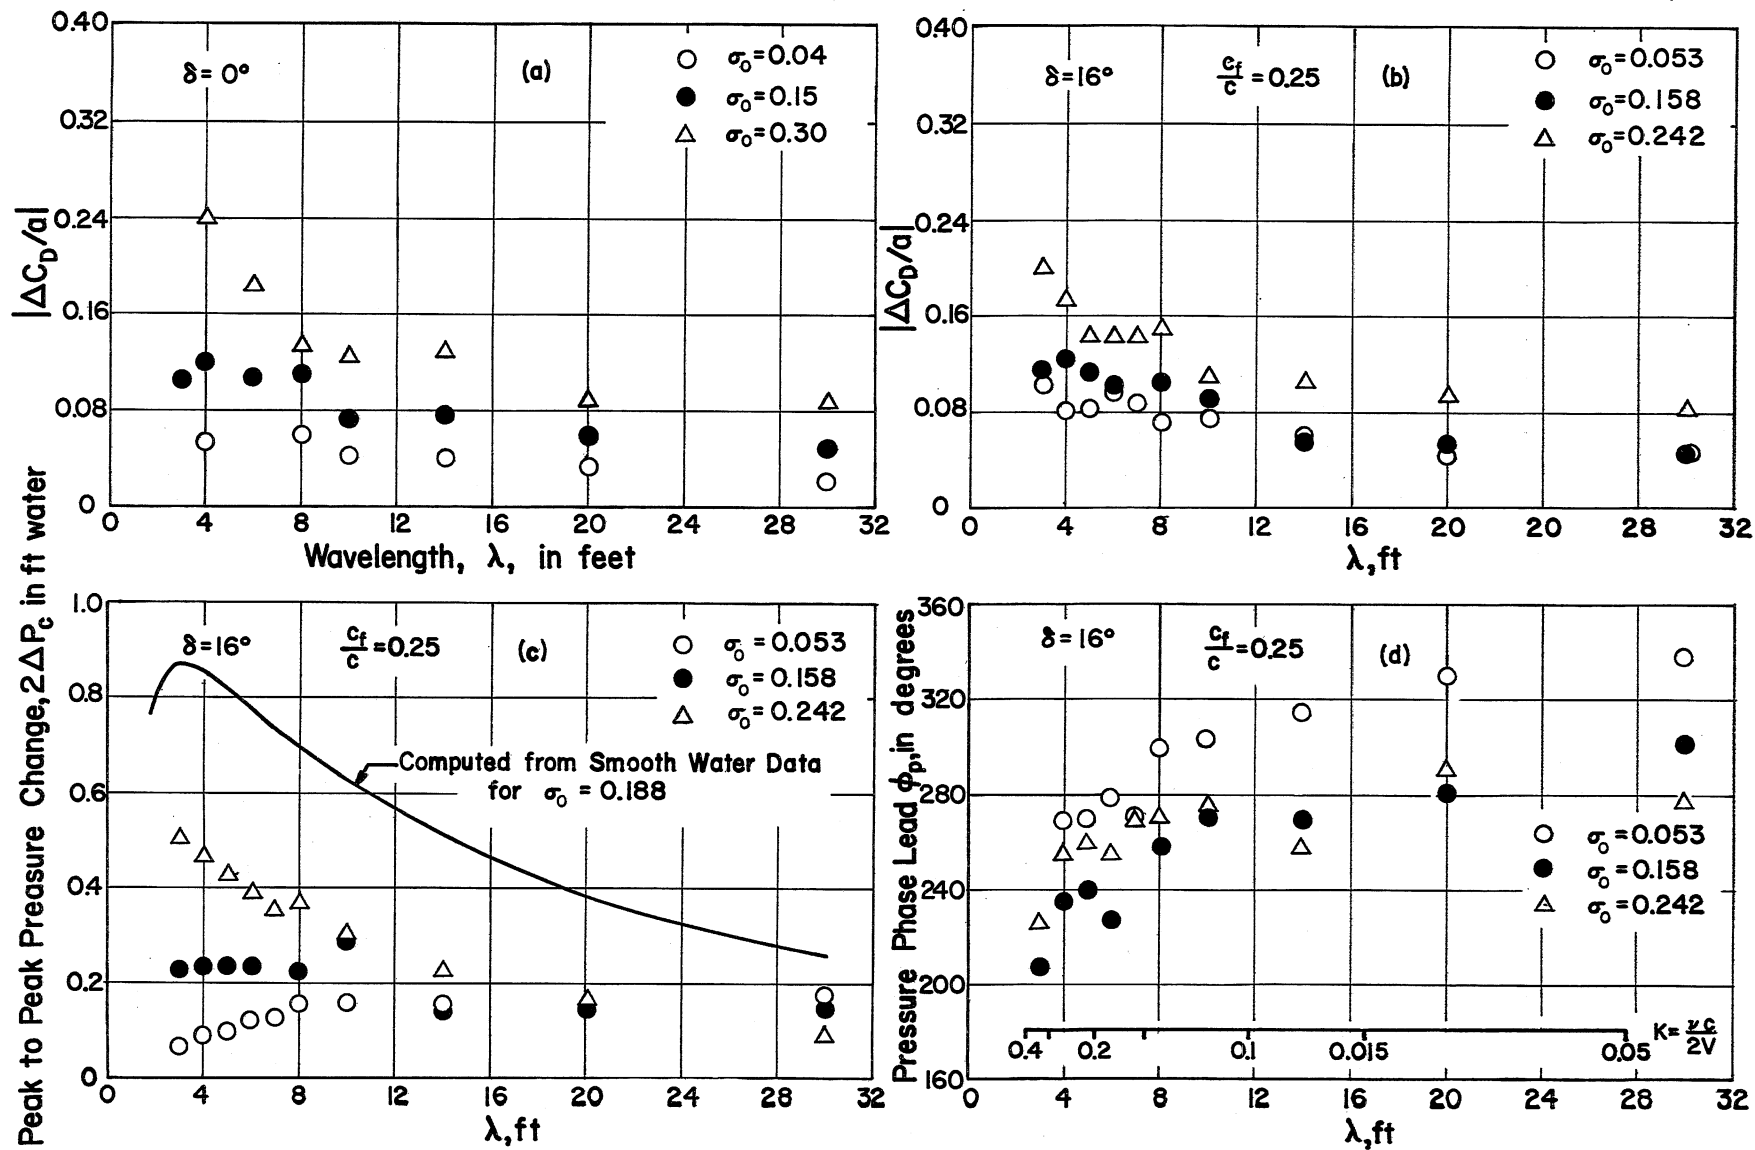 0.40
0.32
0.24
0.16
0.08
0
|ΔC_D/a|
δ = 0°
(a)
σ₀=0.04
σ₀=0.15
σ₀=0.30
0 4 8 12 16 20 24 28 32
Wavelength, λ, in feet
0.40
0.32
0.24
0.16
0.08
0
|ΔC_D/a|
δ=16°
c_f/c = 0.25
(b)
σ₀=0.053
σ₀=0.158
σ₀=0.242
0 4 8 12 16 20 20 28 32
λ,ft
Peak to Peak Preasure Change,2ΔP_c in ft water
1.0
0.8
0.6
0.4
0.2
0
δ=16°
c_f/c =0.25
(c)
σ₀ =0.053
σ₀ =0.158
σ₀ =0.242
Computed from Smooth Water Data
for σ₀ = 0.188
0 4 8 12 16 20 24 28 32
λ,ft
Pressure Phase Lead ϕ_p,in degrees
360
320
280
240
200
160
δ=16°
c_f/c =0.25
(d)
σ₀ =0.053
σ₀ =0.158
σ₀ =0.242
0.4 0.2 0.1 0.015 0.05
K= νc/2V
0 4 8 12 16 20 24 28 32
λ,ft